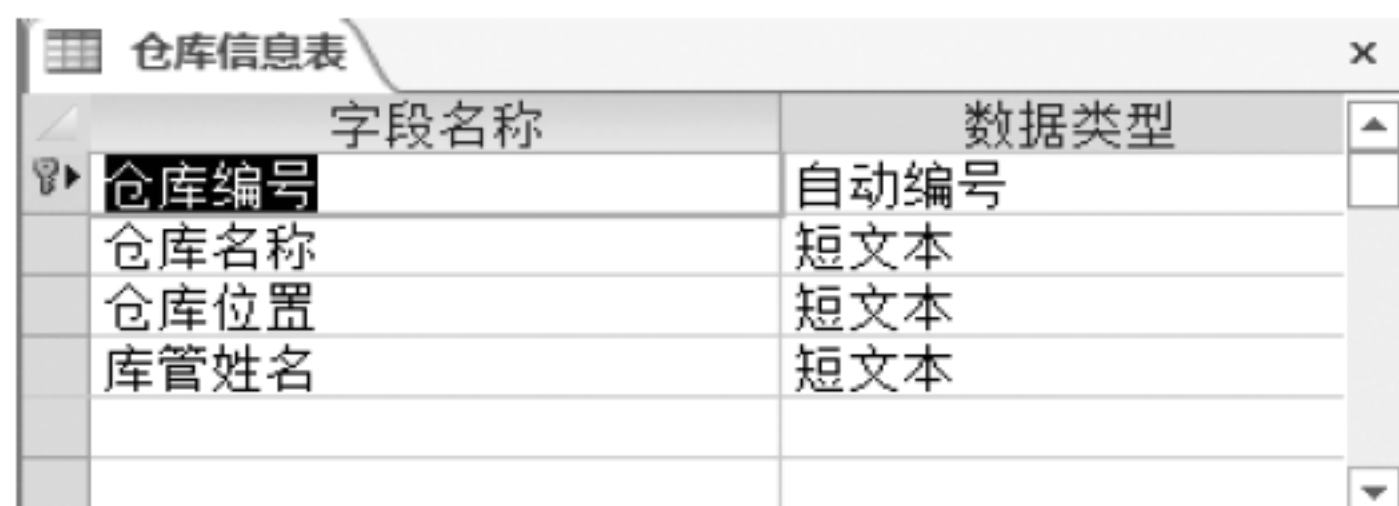 仓库信息表
字段名称 数据类型
仓库编号 自动编号
仓库名称 短文本
仓库位置 短文本
库管姓名 短文本